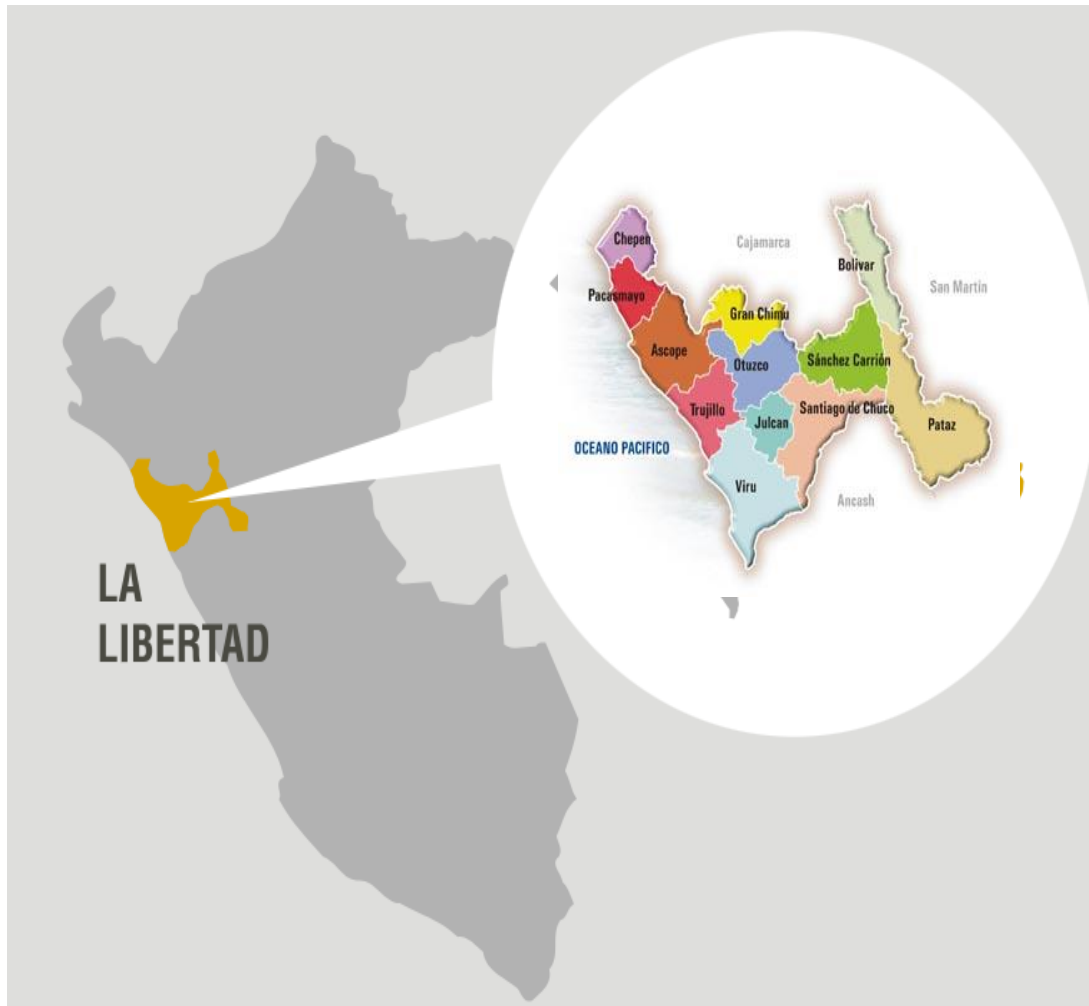 Chepen
Cajamarca
Bolivar
San Martín
Pacasmayo
Gran Chimu
Ascope
Otuzco
Sánchez Carrión
Trujillo
Santiago de Chuco
Julcan
Pataz
OCEANO PACIFICO
Viru
Ancash
LA
LIBERTAD